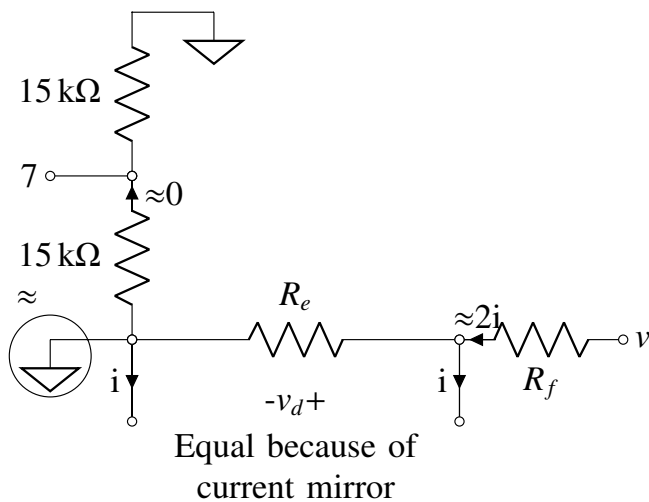 15 kΩ
7
≈0
15 kΩ
≈
R_e
≈2i
v
i
i
R_f
-v_d+
Equal because of
current mirror